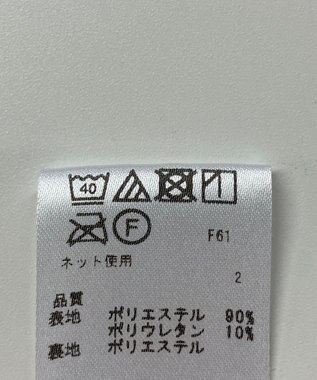 40
F
F61
ネット使用
2
品質
表地 ポリエステル 90%
ポリウレタン 10%
裏地 ポリエステル